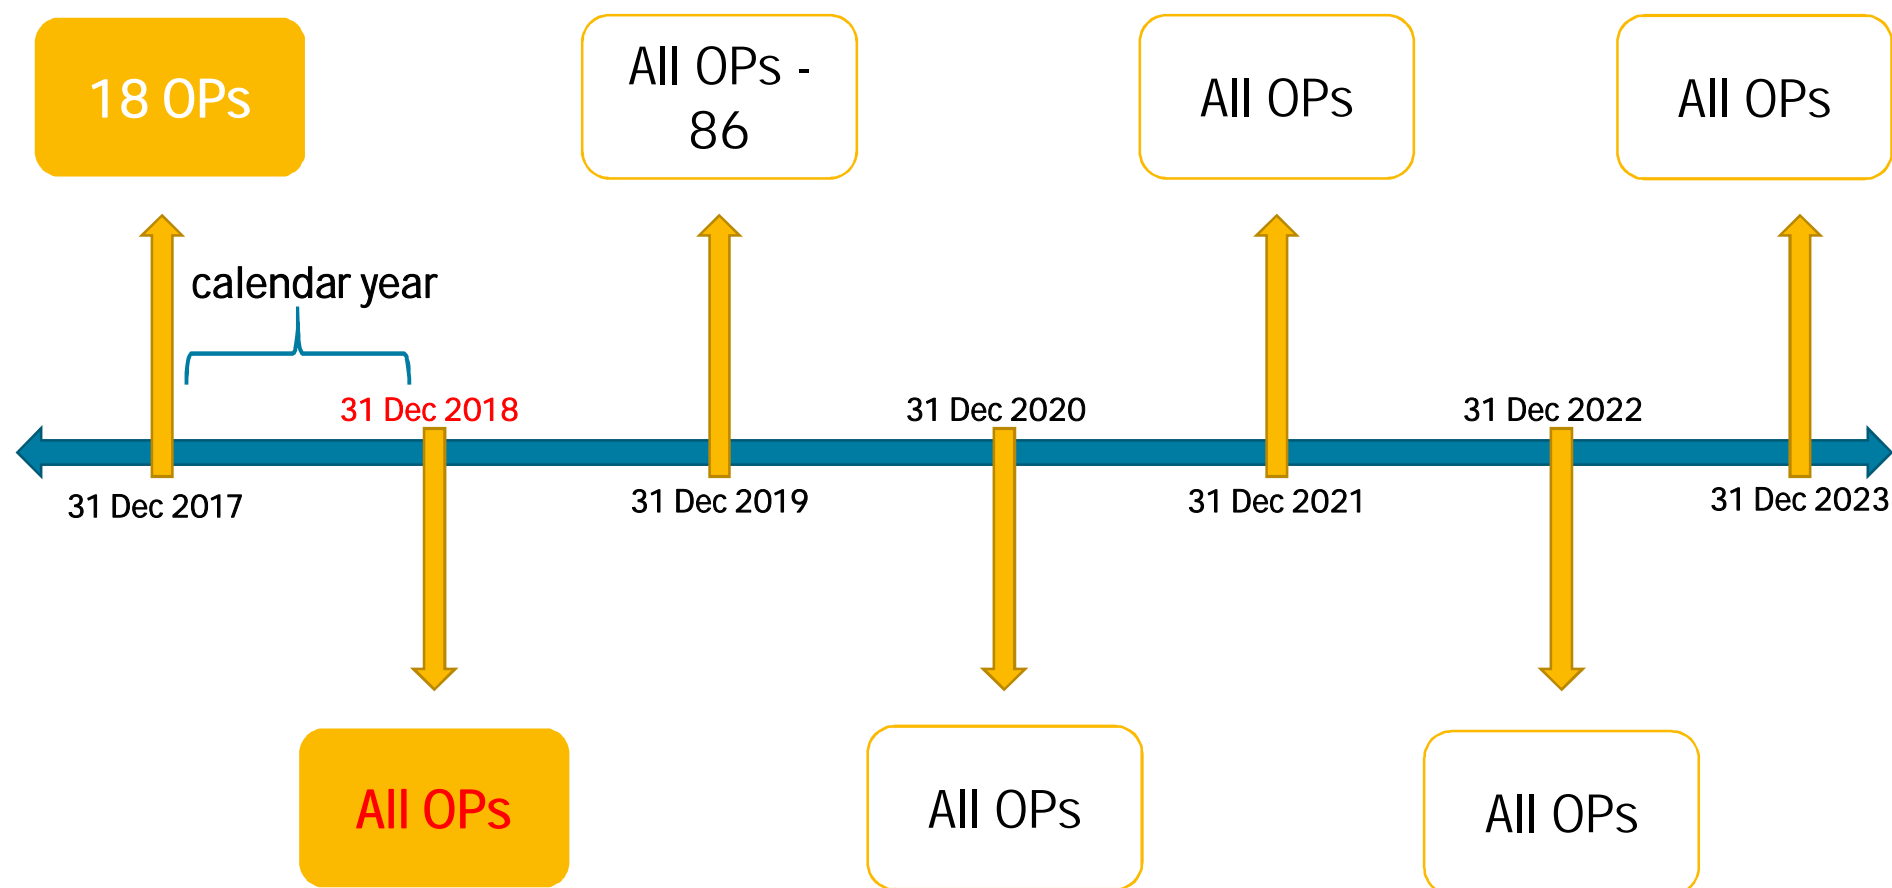 18 OPs
All OPs -
86
All OPs
All OPs
calendar year
31 Dec 2018
31 Dec 2020
31 Dec 2022
31 Dec 2017
31 Dec 2019
31 Dec 2021
31 Dec 2023
All OPs
All OPs
All OPs